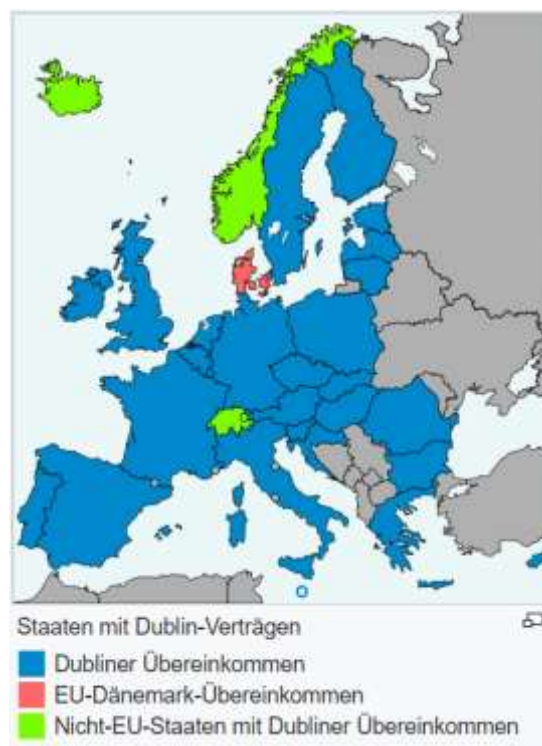 Staaten mit Dublin-Verträgen
Dubliner Übereinkommen
EU-Dänemark-Übereinkommen
Nicht-EU-Staaten mit Dubliner Übereinkommen